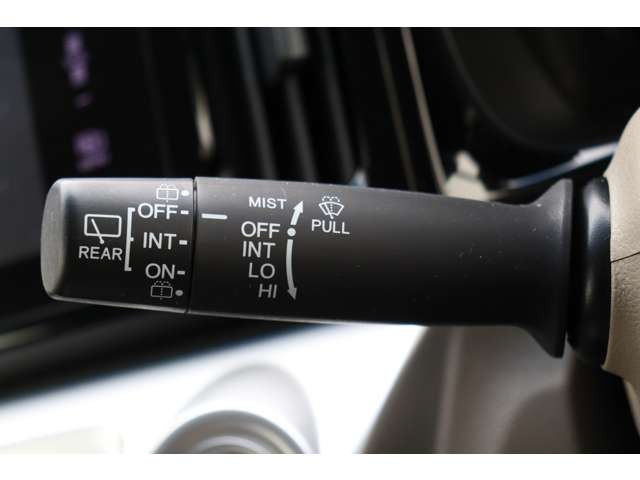 REAR
OFF
INT
ON
MIST
OFF
INT
LO
HI
PULL